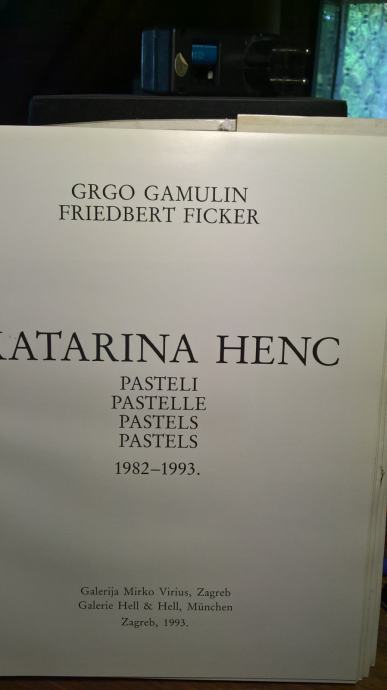 GRGO GAMULIN
FRIEDBERT FICKER
KATARINA HENC
PASTELI
PASTELLE
PASTELS
PASTELS
1982–1993.
Galerija Mirko Virius, Zagreb
Galerie Hell & Hell, München
Zagreb, 1993.